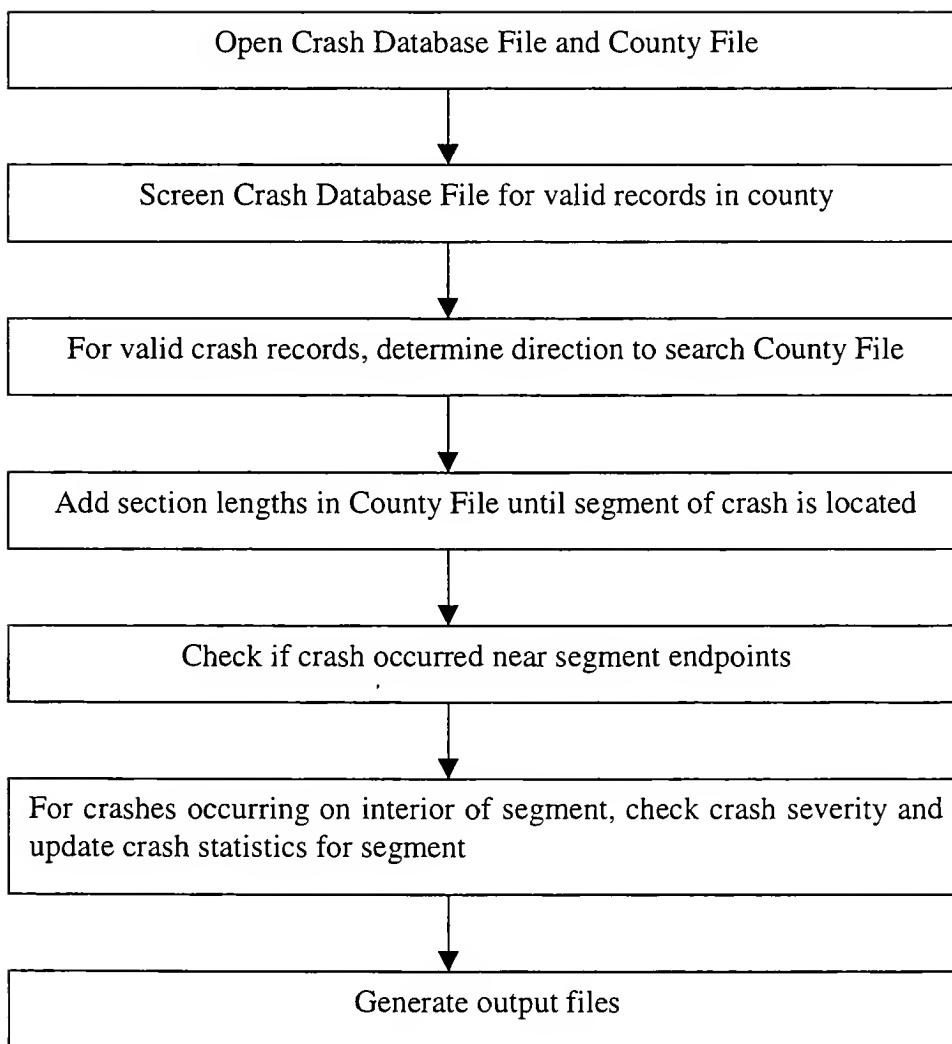 Open Crash Database File and County File
Screen Crash Database File for valid records in county
For valid crash records, determine direction to search County File
Add section lengths in County File until segment of crash is located
Check if crash occurred near segment endpoints
For crashes occurring on interior of segment, check crash severity and
update crash statistics for segment
Generate output files